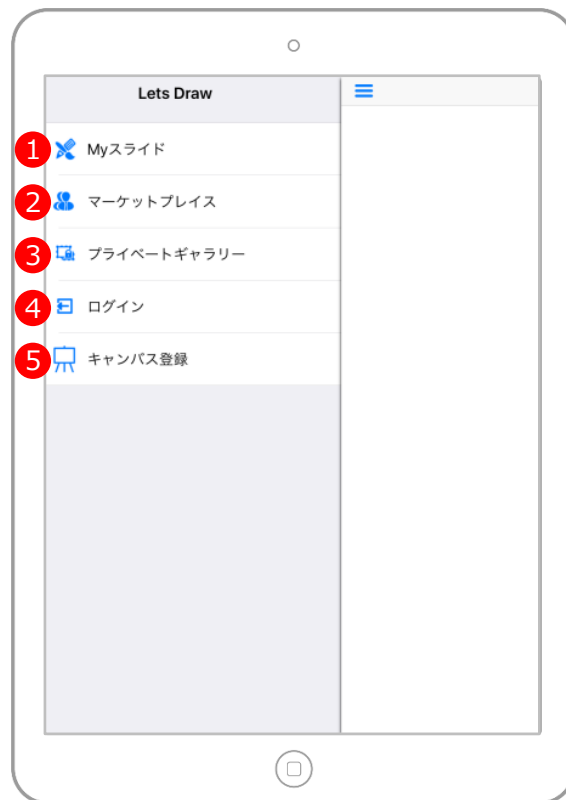 Lets Draw
1 Myスライド
2 マーケットプレイス
3 プライベートギャラリー
4 ログイン
5 キャンバス登録